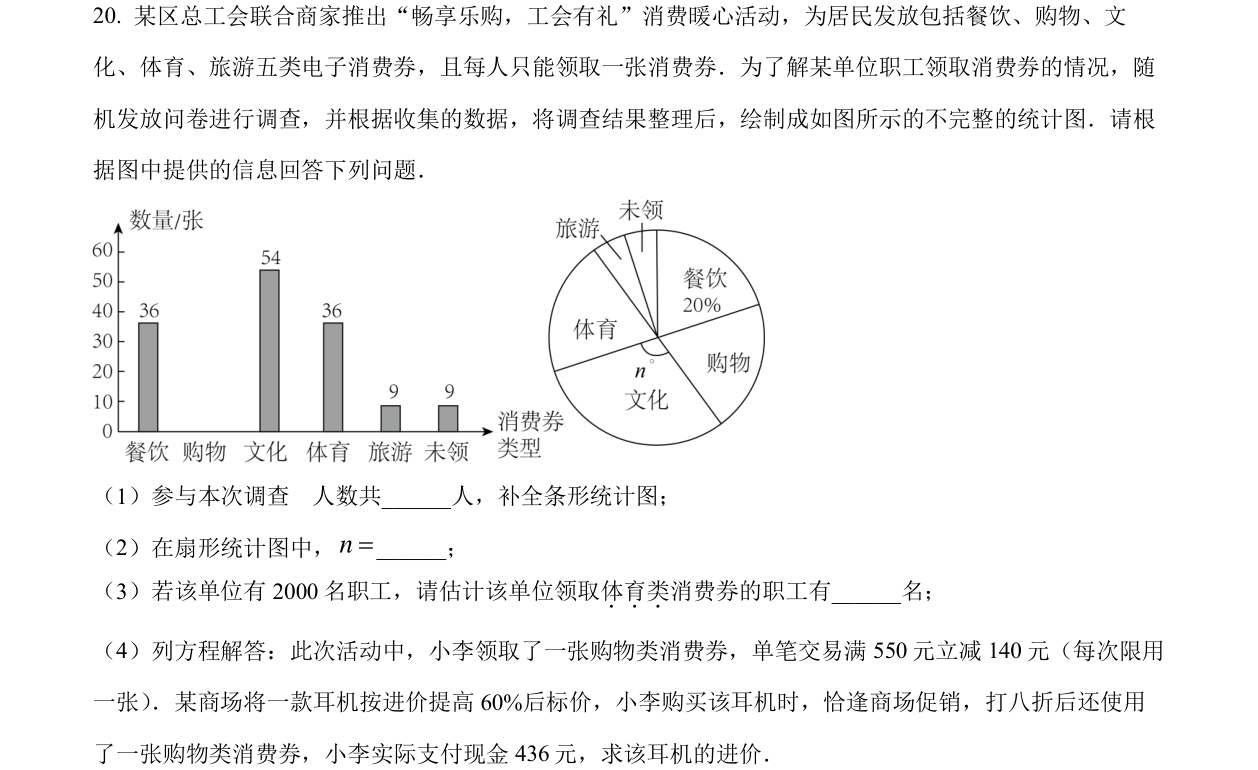 20. 某区总工会联合商家推出“畅享乐购，工会有礼”消费暖心活动，为居民发放包括餐饮、购物、文
化、体育、旅游五类电子消费券，且每人只能领取一张消费券．为了解某单位职工领取消费券的情况，随
机发放问卷进行调查，并根据收集的数据，将调查结果整理后，绘制成如图所示的不完整的统计图．请根
据图中提供的信息回答下列问题．
数量/张
60
50
40
30
20
10
0
36
54
36
9
9
餐饮 购物 文化 体育 旅游 未领
消费券
类型
未领
旅游
餐饮
20%
体育
购物
n°
文化
（1）参与本次调查 人数共______人，补全条形统计图；
（2）在扇形统计图中，n =______；
（3）若该单位有 2000 名职工，请估计该单位领取体育类消费券的职工有______名；
（4）列方程解答：此次活动中，小李领取了一张购物类消费券，单笔交易满 550 元立减 140 元（每次限用
一张）．某商场将一款耳机按进价提高 60%后标价，小李购买该耳机时，恰逢商场促销，打八折后还使用
了一张购物类消费券，小李实际支付现金 436 元，求该耳机的进价．